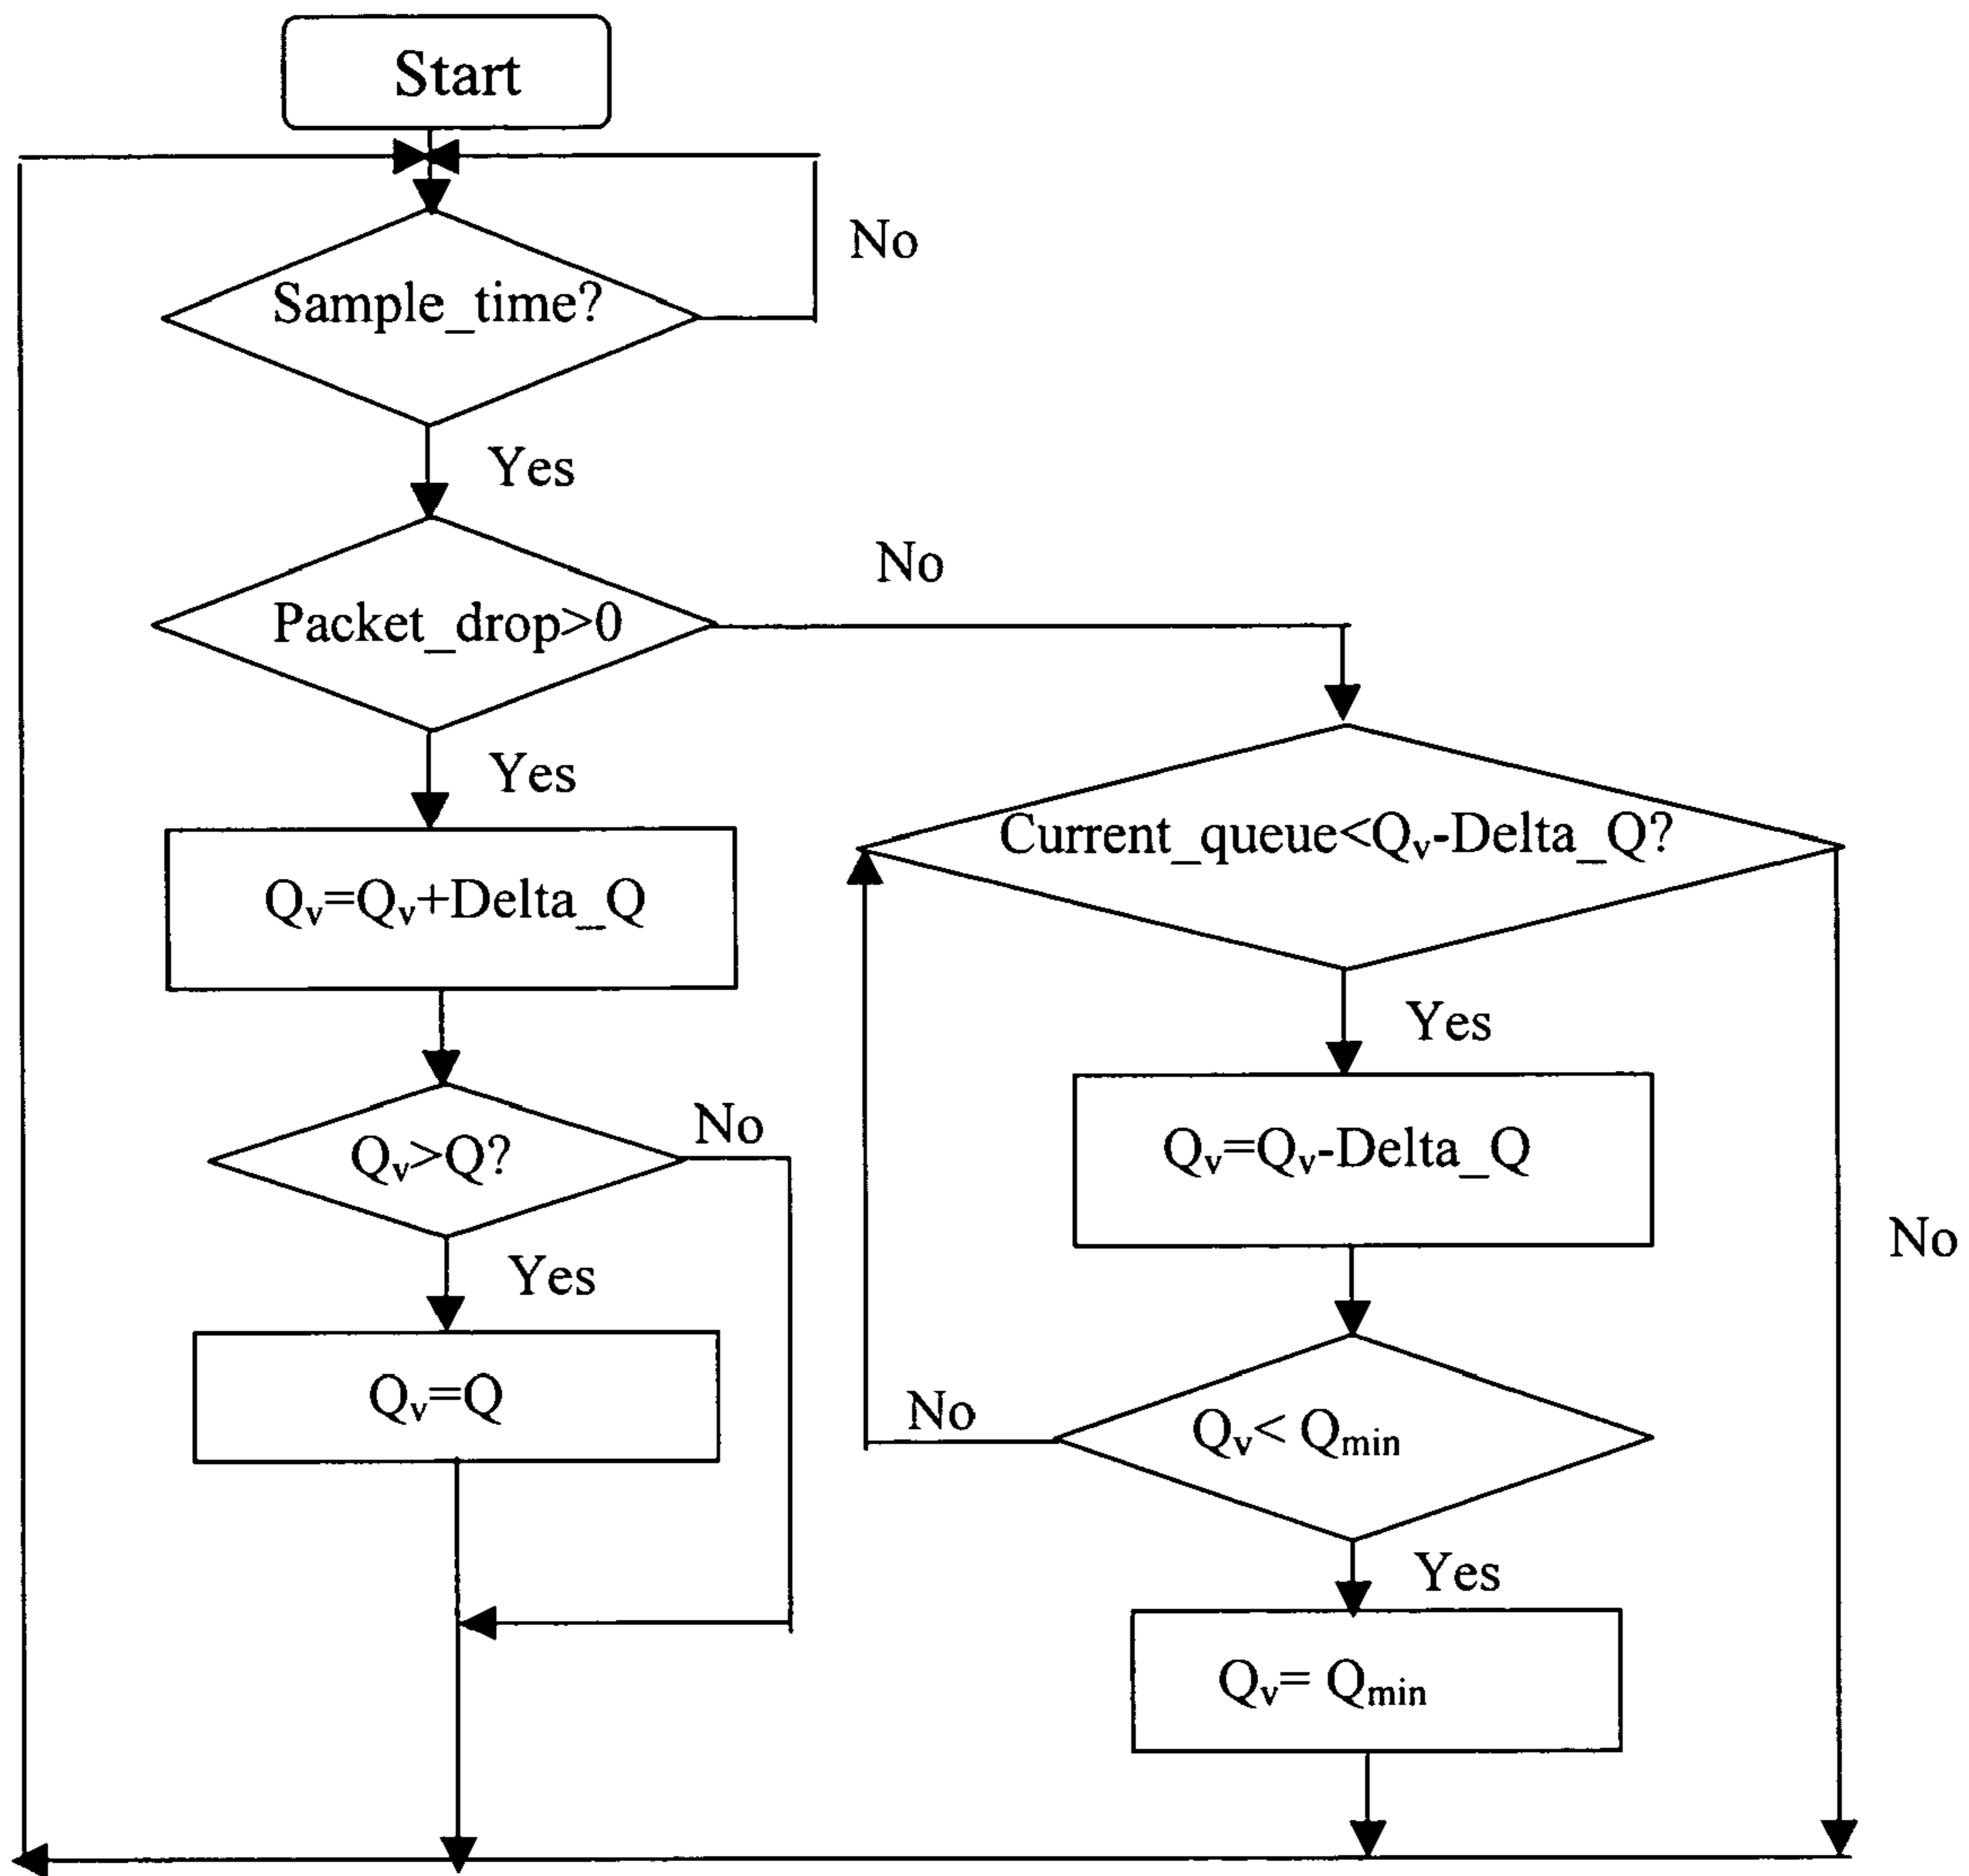 Start
No
Sample_time?
Yes
No
Packet_drop>0
Yes
Current_queue<Qv-Delta_Q?
Qv=Qv+Delta_Q
Yes
No
Qv>Q?
Qv=Qv-Delta_Q
No
Yes
Qv=Q
No
Qv< Qmin
Yes
Qv= Qmin